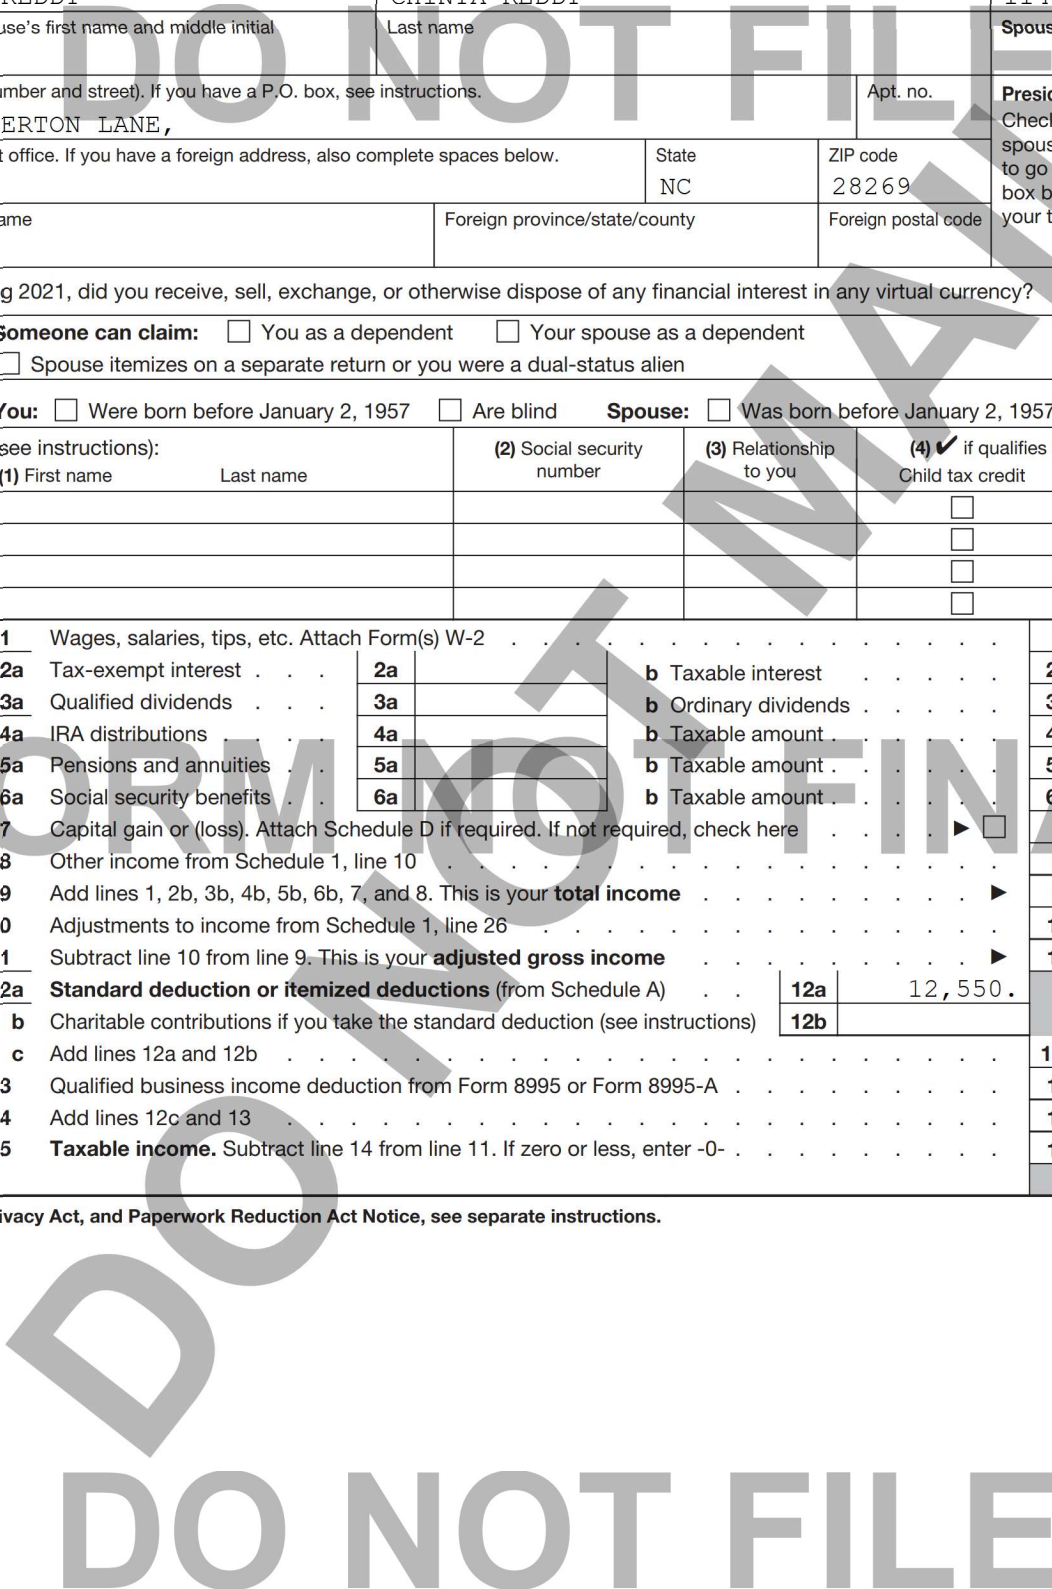 use's first name and middle initial Last name Spous
umber and street). If you have a P.O. box, see instructions. Apt. no. Presid
ERTON LANE, Check
t office. If you have a foreign address, also complete spaces below. State ZIP code spous
NC 28269 to go
box b
ame Foreign province/state/county Foreign postal code your t
g 2021, did you receive, sell, exchange, or otherwise dispose of any financial interest in any virtual currency?
Someone can claim: You as a dependent Your spouse as a dependent
Spouse itemizes on a separate return or you were a dual-status alien
You: Were born before January 2, 1957 Are blind Spouse: Was born before January 2, 1957
see instructions): (2) Social security number (3) Relationship to you (4) ✔ if qualifies
(1) First name Last name Child tax credit
1 Wages, salaries, tips, etc. Attach Form(s) W-2
2a Tax-exempt interest . . . 2a b Taxable interest . . . . . 2
3a Qualified dividends . . . 3a b Ordinary dividends . . . . . 3
4a IRA distributions . . . . 4a b Taxable amount . . . . . . 4
5a Pensions and annuities . . 5a b Taxable amount . . . . . . 5
6a Social security benefits . . 6a b Taxable amount . . . . . . 6
7 Capital gain or (loss). Attach Schedule D if required. If not required, check here . . . . ▶
8 Other income from Schedule 1, line 10
9 Add lines 1, 2b, 3b, 4b, 5b, 6b, 7, and 8. This is your total income . . . . . . . . . ▶
0 Adjustments to income from Schedule 1, line 26 1
1 Subtract line 10 from line 9. This is your adjusted gross income . . . . . . . . . ▶ 1
2a Standard deduction or itemized deductions (from Schedule A) . . 12a 12,550.
b Charitable contributions if you take the standard deduction (see instructions) 12b
c Add lines 12a and 12b 1
3 Qualified business income deduction from Form 8995 or Form 8995-A . . . . . . . . . 1
4 Add lines 12c and 13 1
5 Taxable income. Subtract line 14 from line 11. If zero or less, enter -0- . . . . . . . . . 1
ivacy Act, and Paperwork Reduction Act Notice, see separate instructions.
DO NOT FILE
ORM NOT FINA
DO NOT MAIL
DO NOT FILE